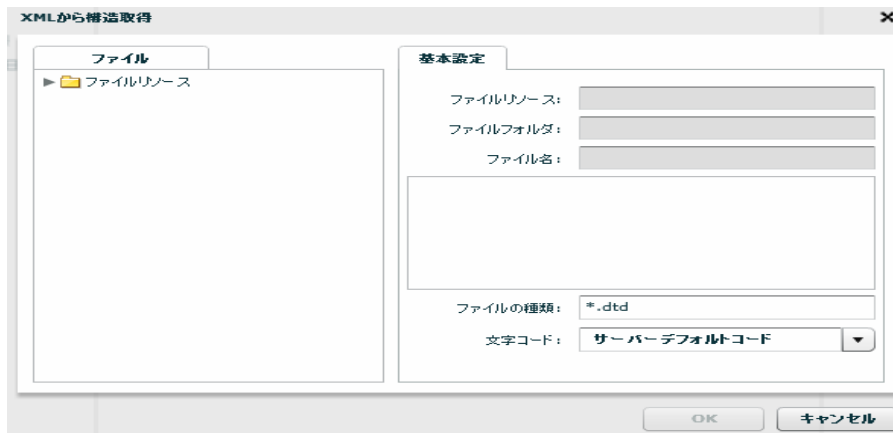 XMLから構造取得
ファイル
ファイルリソース
基本設定
ファイルリソース:
ファイルフォルダ:
ファイル名:
ファイルの種類:
*.dtd
文字コード:
サーバーデフォルトコード
OK
キャンセル